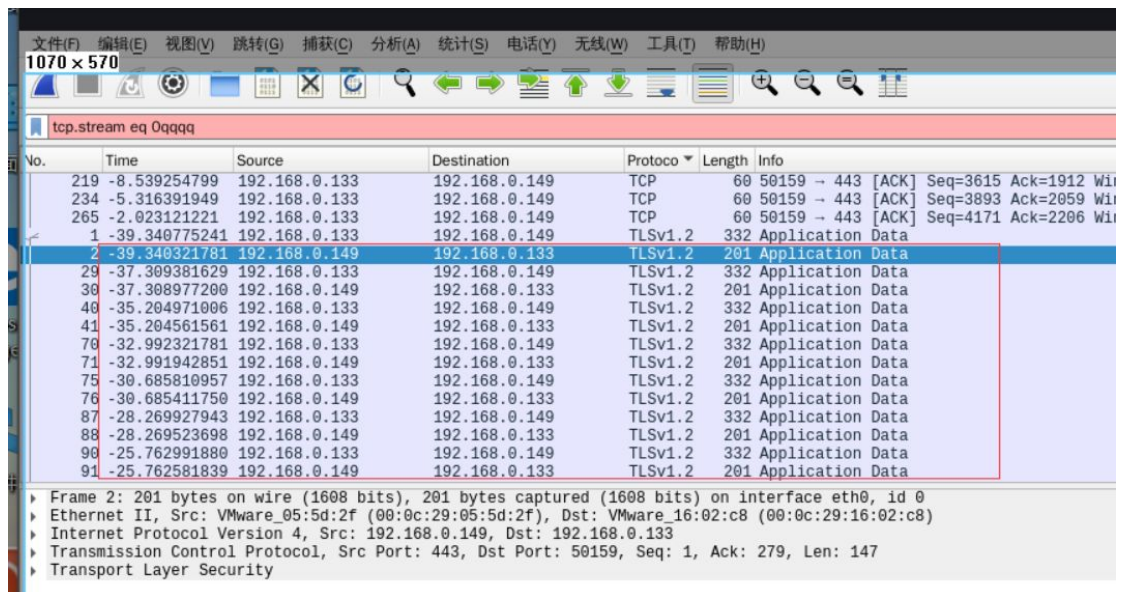 文件(F) 编辑(E) 视图(V) 跳转(G) 捕获(C) 分析(A) 统计(S) 电话(Y) 无线(W) 工具(T) 帮助(H)
1070 × 570
tcp.stream eq 0qqqq
No. Time Source Destination Protoco Length Info
219 -8.539254799 192.168.0.133 192.168.0.149 TCP 60 50159 → 443 [ACK] Seq=3615 Ack=1912 Wi
234 -5.316391949 192.168.0.133 192.168.0.149 TCP 60 50159 → 443 [ACK] Seq=3893 Ack=2059 Wi
265 -2.023121221 192.168.0.133 192.168.0.149 TCP 60 50159 → 443 [ACK] Seq=4171 Ack=2206 Wi
1 -39.340775241 192.168.0.133 192.168.0.149 TLSv1.2 332 Application Data
2 -39.340321781 192.168.0.149 192.168.0.133 TLSv1.2 201 Application Data
29 -37.309381629 192.168.0.133 192.168.0.149 TLSv1.2 332 Application Data
30 -37.308977200 192.168.0.149 192.168.0.133 TLSv1.2 201 Application Data
40 -35.204971006 192.168.0.133 192.168.0.149 TLSv1.2 332 Application Data
41 -35.204561561 192.168.0.149 192.168.0.133 TLSv1.2 201 Application Data
70 -32.992321781 192.168.0.133 192.168.0.149 TLSv1.2 332 Application Data
71 -32.991942851 192.168.0.149 192.168.0.133 TLSv1.2 201 Application Data
75 -30.685810957 192.168.0.133 192.168.0.149 TLSv1.2 332 Application Data
76 -30.685411750 192.168.0.149 192.168.0.133 TLSv1.2 201 Application Data
87 -28.269927943 192.168.0.133 192.168.0.149 TLSv1.2 332 Application Data
88 -28.269523698 192.168.0.149 192.168.0.133 TLSv1.2 201 Application Data
90 -25.762991880 192.168.0.133 192.168.0.149 TLSv1.2 332 Application Data
91 -25.762581839 192.168.0.149 192.168.0.133 TLSv1.2 201 Application Data
Frame 2: 201 bytes on wire (1608 bits), 201 bytes captured (1608 bits) on interface eth0, id 0
Ethernet II, Src: VMware_05:5d:2f (00:0c:29:05:5d:2f), Dst: VMware_16:02:c8 (00:0c:29:16:02:c8)
Internet Protocol Version 4, Src: 192.168.0.149, Dst: 192.168.0.133
Transmission Control Protocol, Src Port: 443, Dst Port: 50159, Seq: 1, Ack: 279, Len: 147
Transport Layer Security